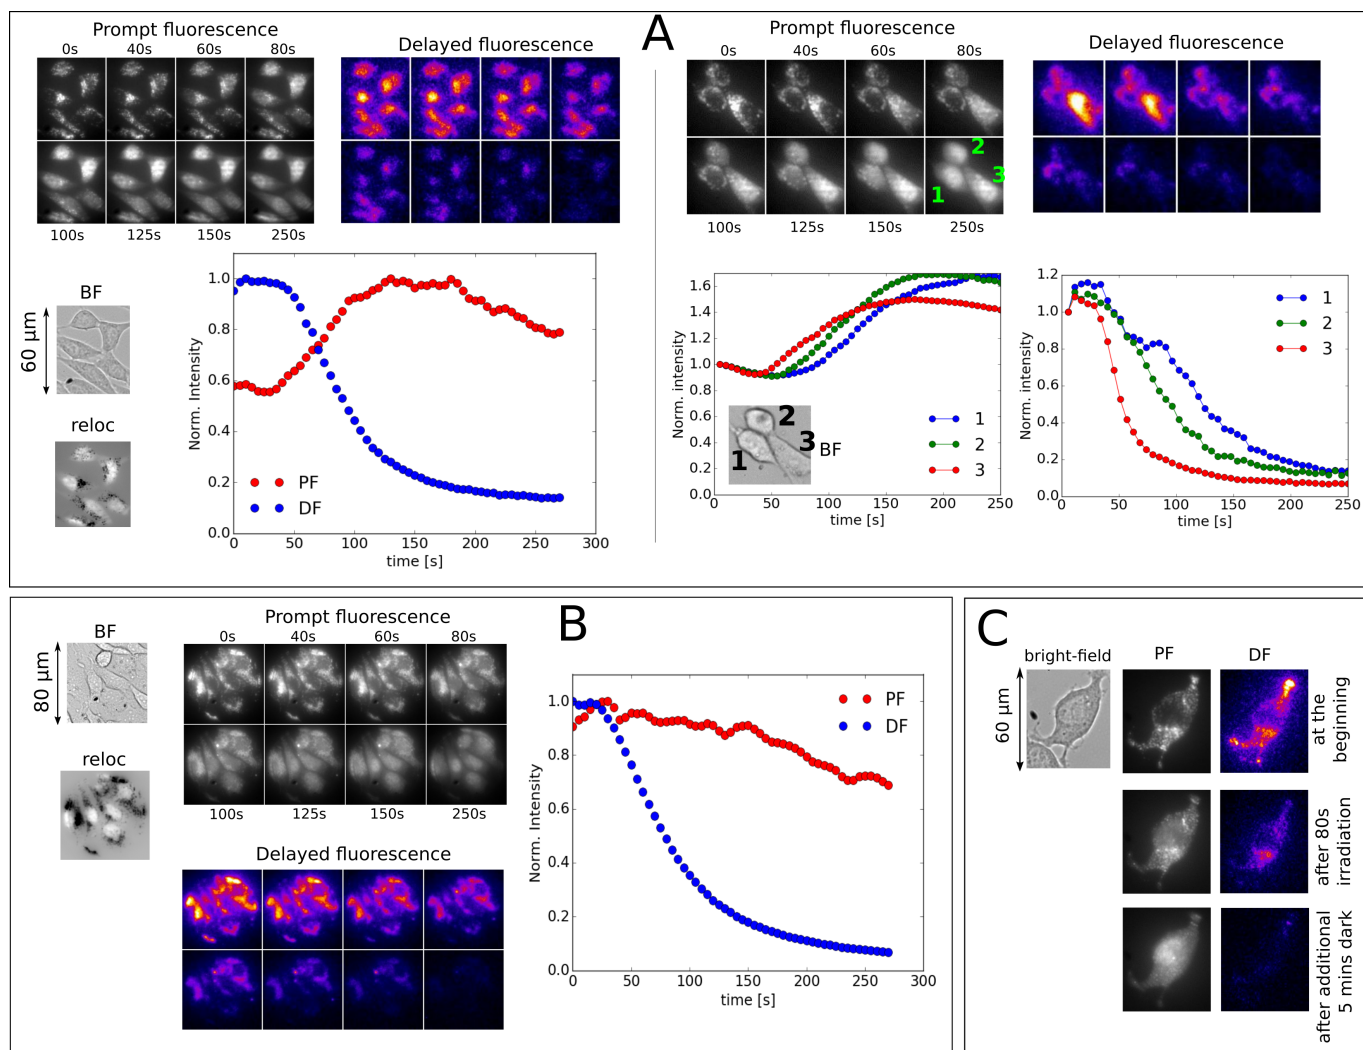 A
Prompt fluorescence
0s 40s 60s 80s
100s 125s 150s 250s
Delayed fluorescence
BF
60 μm
reloc
Norm. Intensity
1.0
0.8
0.6
0.4
0.2
0.0
PF
DF
0 50 100 150 200 250 300
time [s]
Prompt fluorescence
0s 40s 60s 80s
2
3
1
100s 125s 150s 250s
Delayed fluorescence
Norm. intensity
1.6
1.4
1.2
1.0
0.8
0.6
0.4
0.2
0.0
2
3
1
BF
1
2
3
0 50 100 150 200 250
time [s]
Norm. intensity
1.2
1.0
0.8
0.6
0.4
0.2
0.0
1
2
3
0 50 100 150 200 250
time [s]
B
BF
80 μm
reloc
Prompt fluorescence
0s 40s 60s 80s
100s 125s 150s 250s
Delayed fluorescence
Norm. Intensity
1.0
0.8
0.6
0.4
0.2
0.0
PF
DF
0 50 100 150 200 250 300
time [s]
C
bright-field PF DF
60 μm
at the
beginning
after 80s
irradiation
after additional
5 mins dark